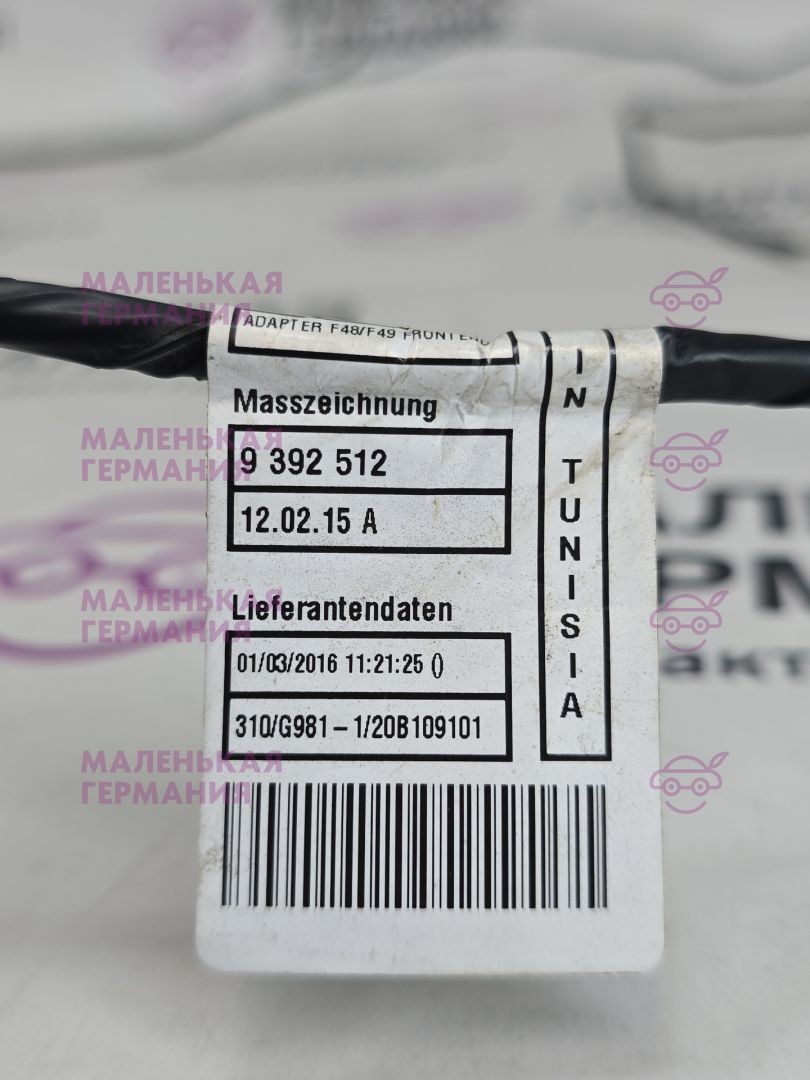 ADAPTER F48/F49
Masszeichnung
9 392 512
12.02.15 A
Lieferantendaten
01/03/2016 11:21:25 ()
310/G981-1/20B109101
IN TUNISIA
МАЛЕНЬКАЯ
ГЕРМАНИЯ
МАЛЕНЬКАЯ
ГЕРМАНИЯ
МАЛЕНЬКАЯ
ГЕРМАНИЯ
МАЛЕНЬКАЯ
ГЕРМАНИЯ